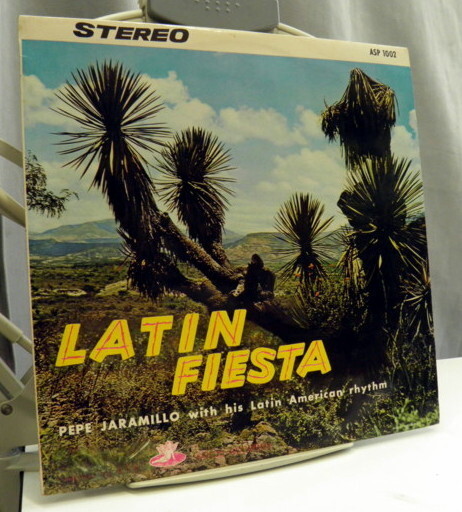 STEREO
ASP 1002
LATIN
FIESTA
PEPE JARAMILLO with his Latin American rhythm